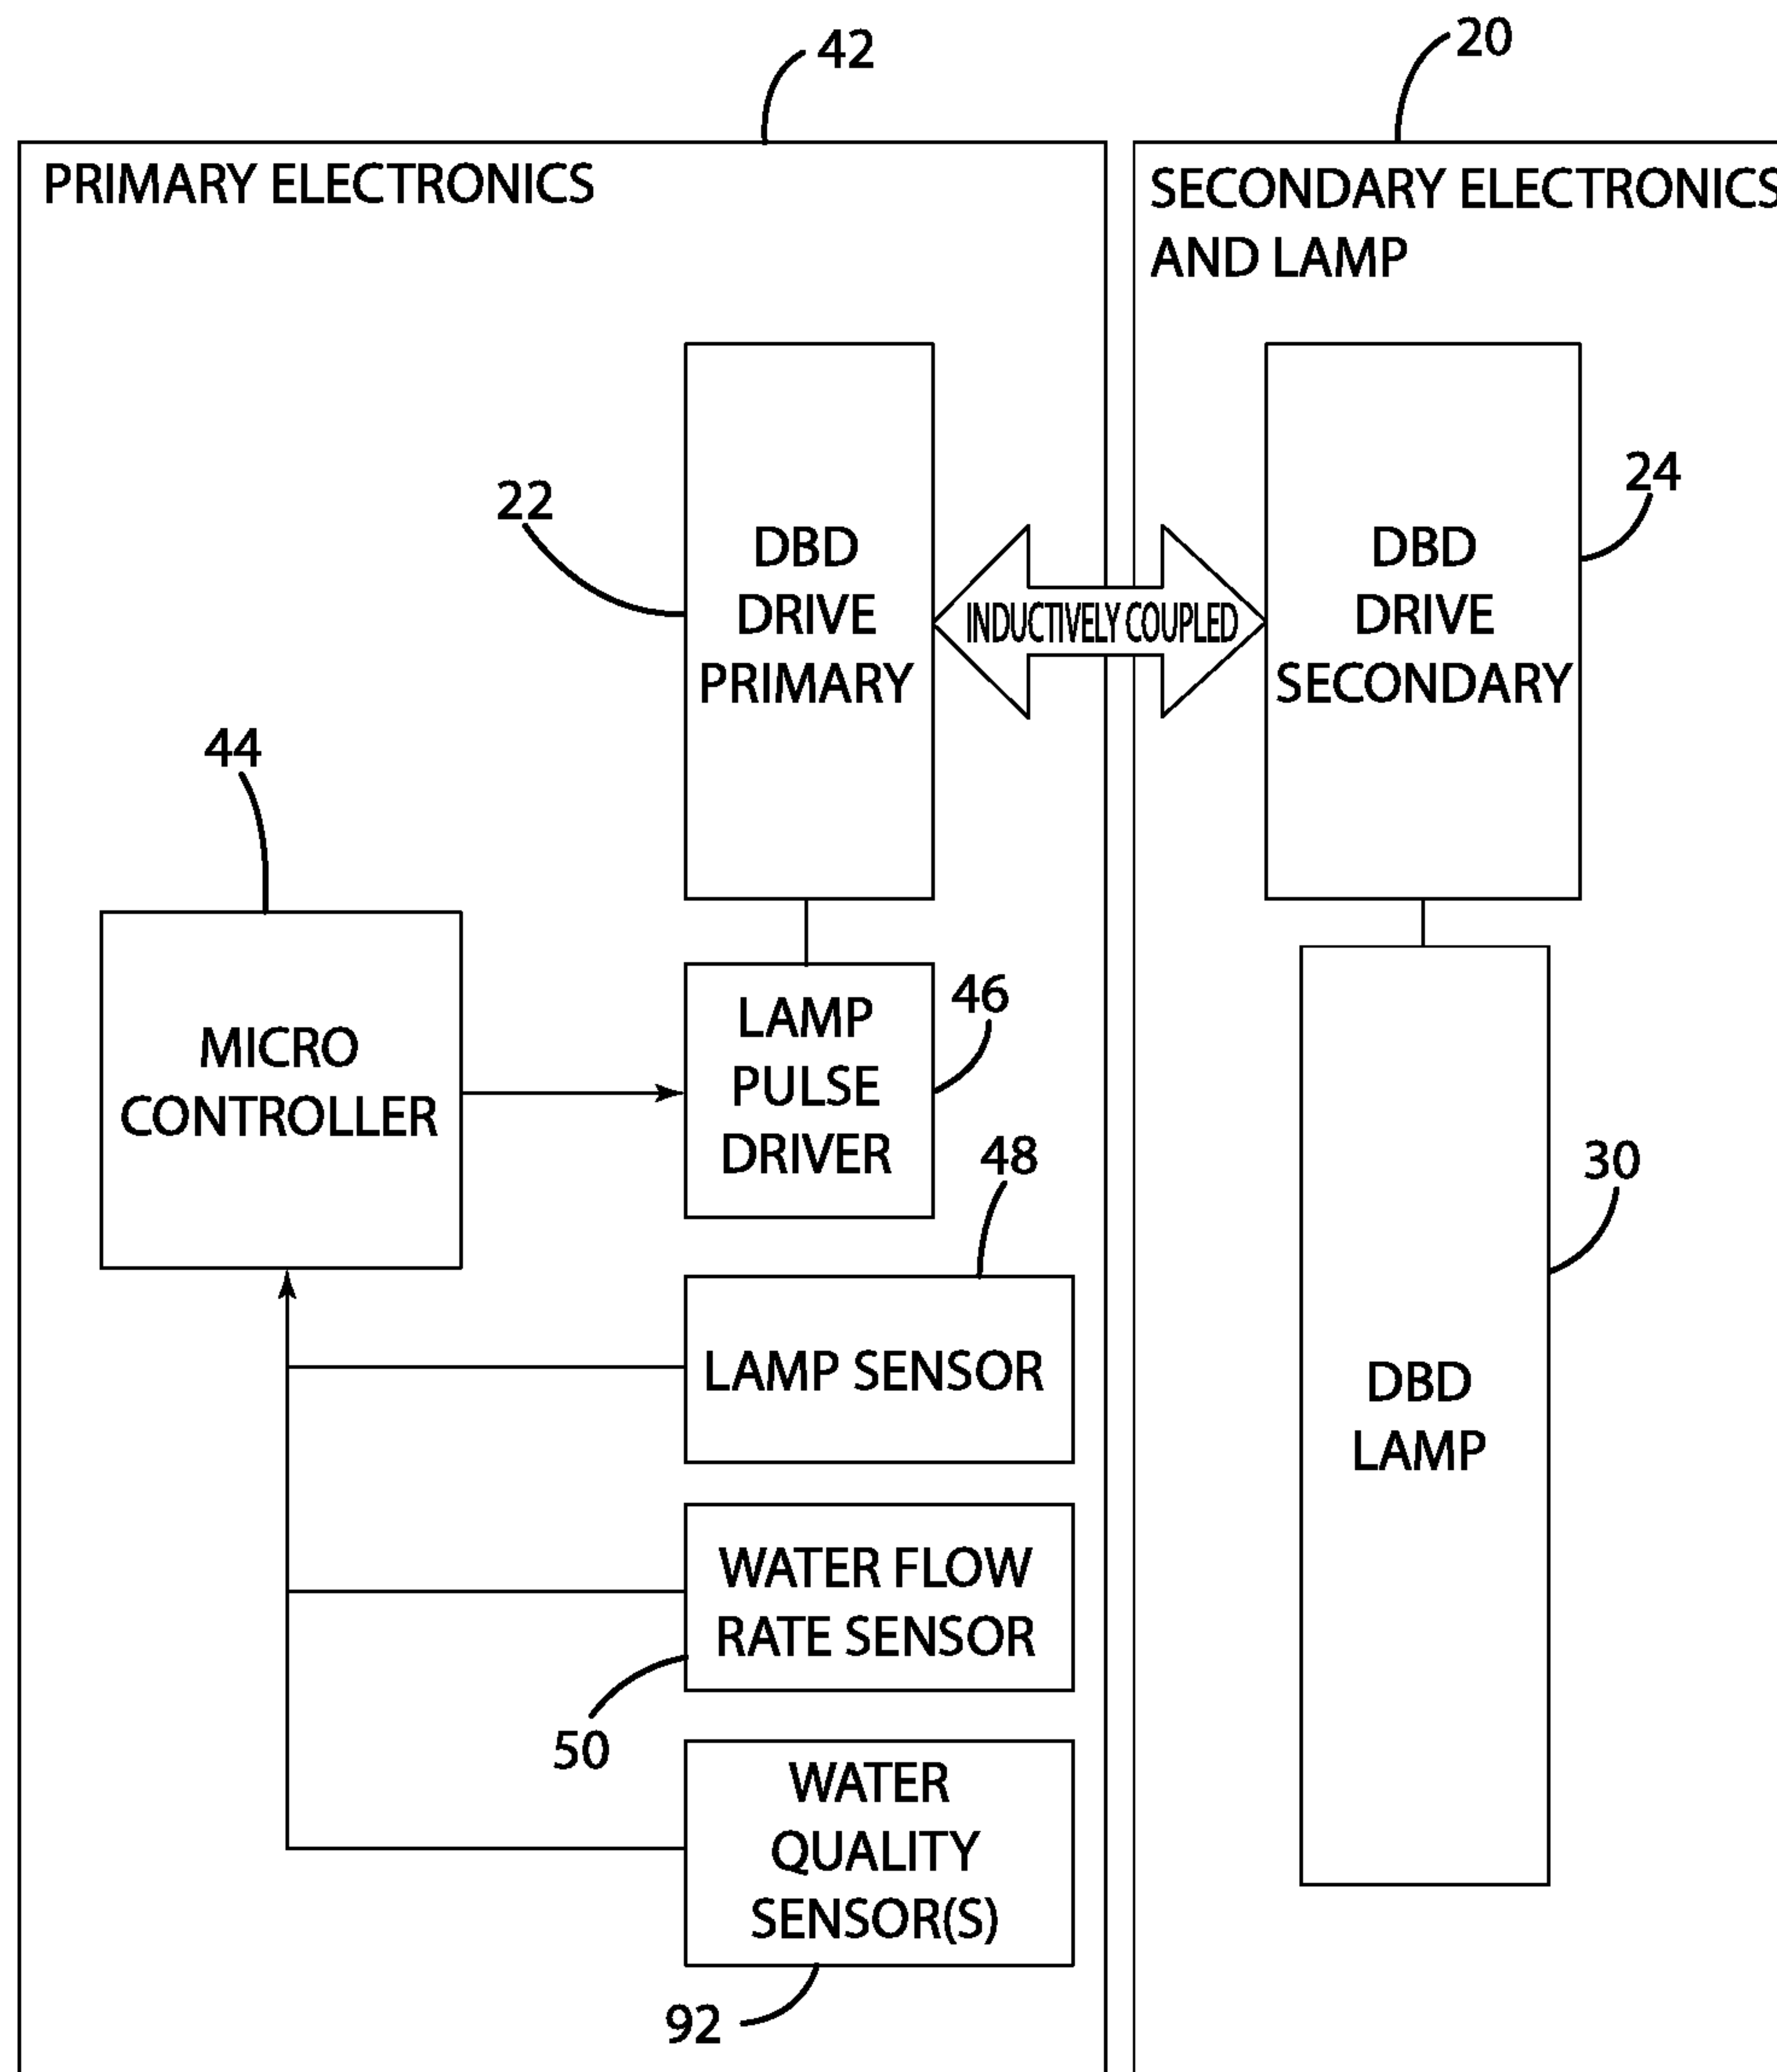 42
20
PRIMARY ELECTRONICS
SECONDARY ELECTRONICS
AND LAMP
22
DBD
DRIVE
PRIMARY
INDUCTIVELY COUPLED
DBD
DRIVE
SECONDARY
24
44
MICRO
CONTROLLER
LAMP
PULSE
DRIVER
46
48
LAMP SENSOR
30
DBD
LAMP
WATER FLOW
RATE SENSOR
50
WATER
QUALITY
SENSOR(S)
92